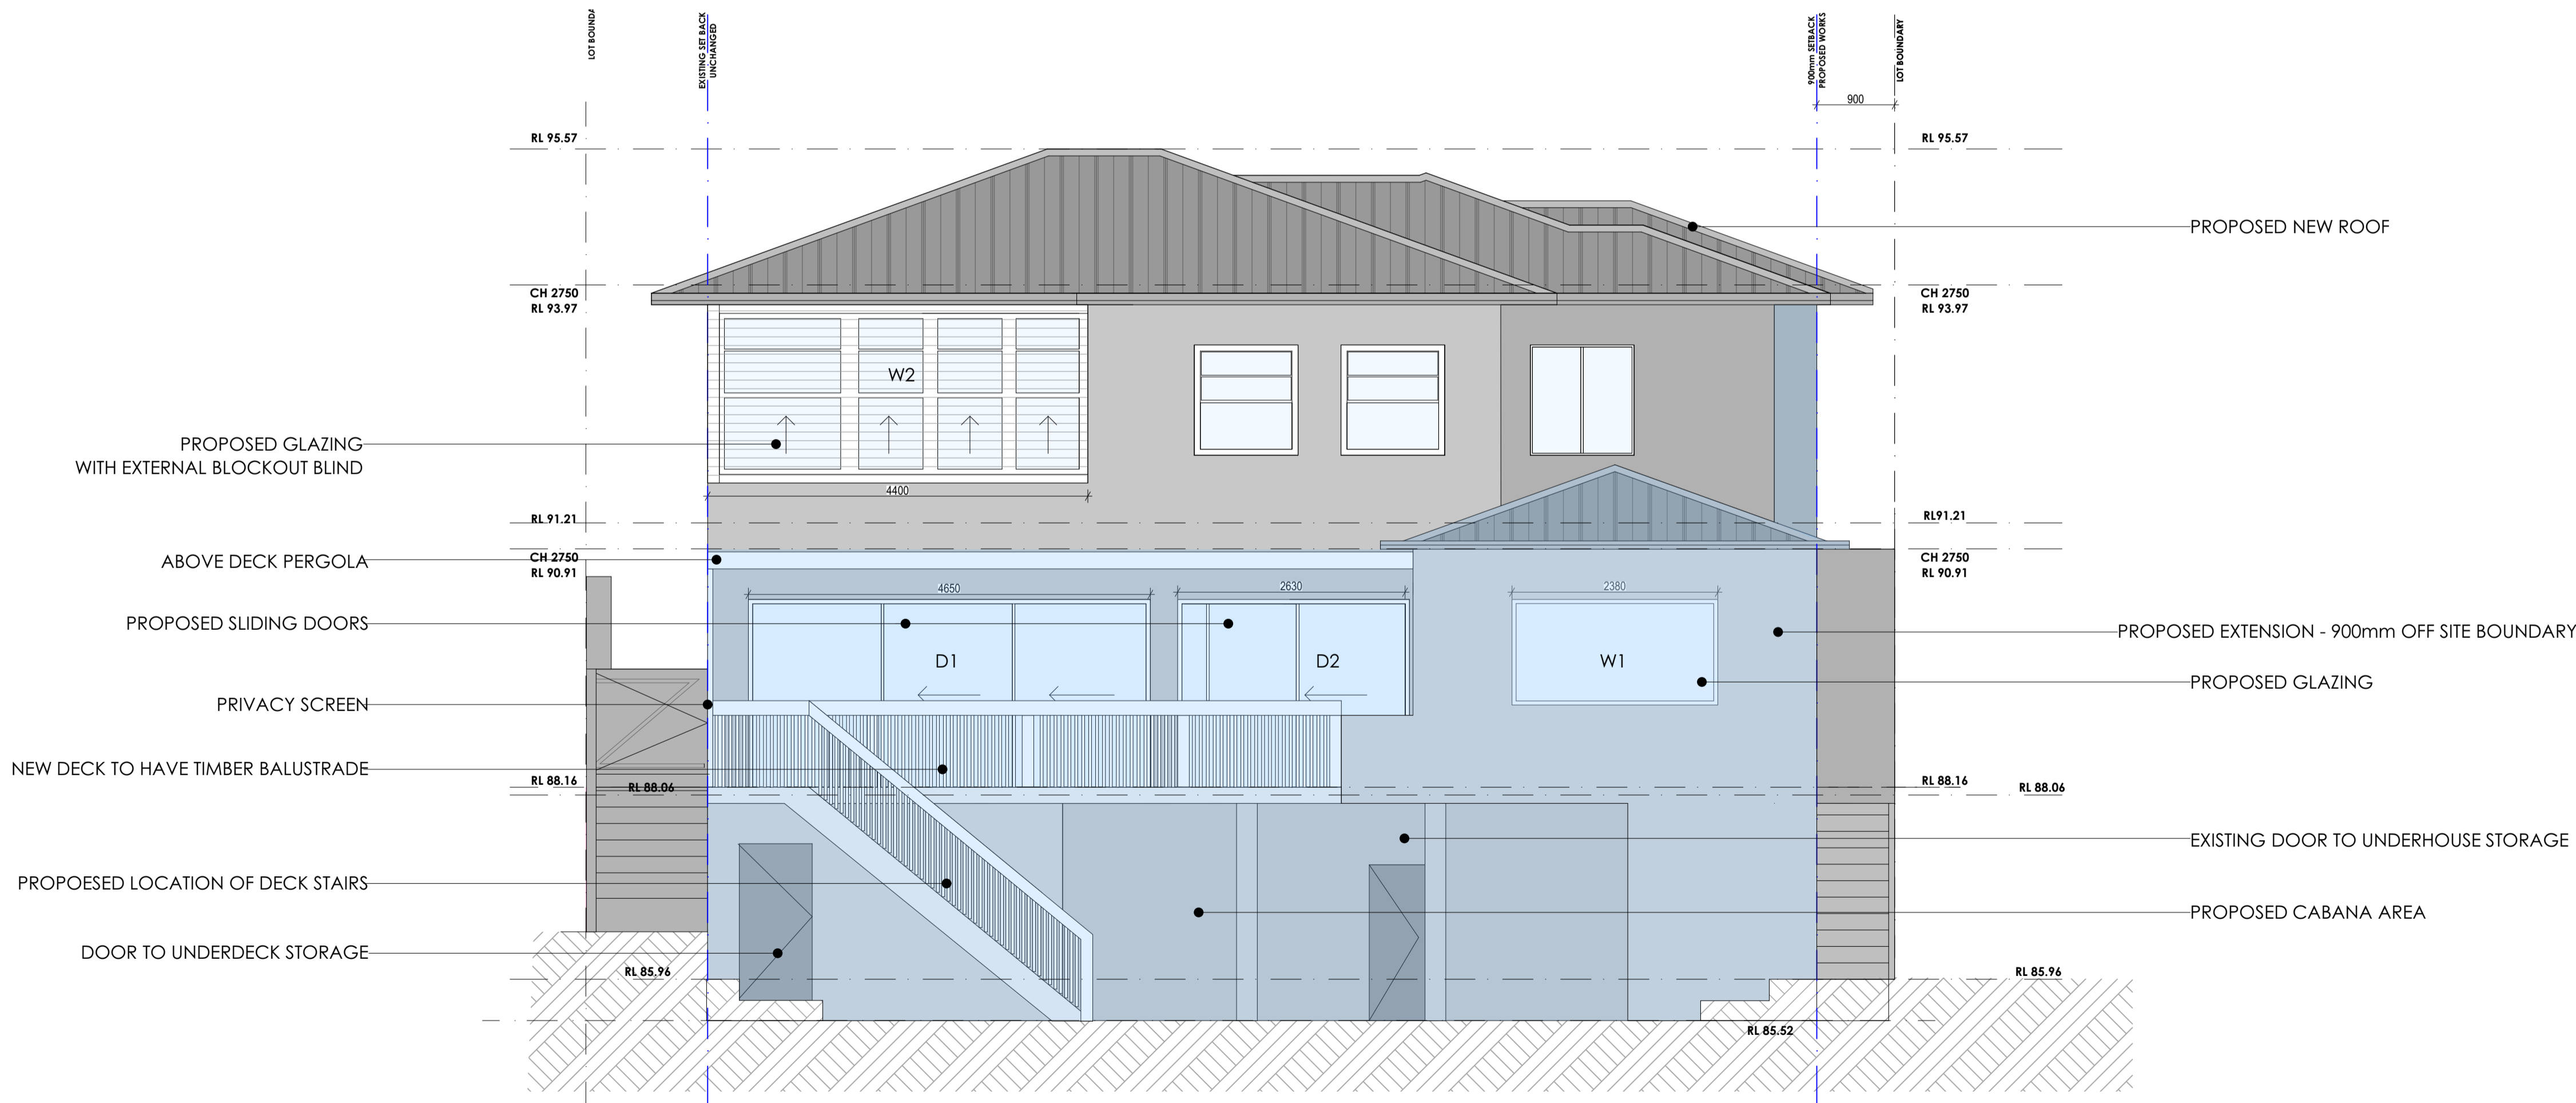 LOT BOUNDA
EXISTING SET BACK
UNCHANGED
900mm SETBACK
PROPOSED WORKS
LOT BOUNDARY
900
RL 95.57
RL 95.57
PROPOSED NEW ROOF
CH 2750
RL 93.97
CH 2750
RL 93.97
W2
PROPOSED GLAZING
WITH EXTERNAL BLOCKOUT BLIND
4400
RL 91.21
RL91.21
ABOVE DECK PERGOLA
CH 2750
RL 90.91
CH 2750
RL 90.91
4650
2630
2380
PROPOSED SLIDING DOORS
PROPOSED EXTENSION - 900mm OFF SITE BOUNDARY
D1
D2
W1
PROPOSED GLAZING
PRIVACY SCREEN
NEW DECK TO HAVE TIMBER BALUSTRADE
RL 88.16
RL 88.06
RL 88.16
RL 88.06
EXISTING DOOR TO UNDERHOUSE STORAGE
PROPOESED LOCATION OF DECK STAIRS
PROPOSED CABANA AREA
DOOR TO UNDERDECK STORAGE
RL 85.96
RL 85.96
RL 85.52